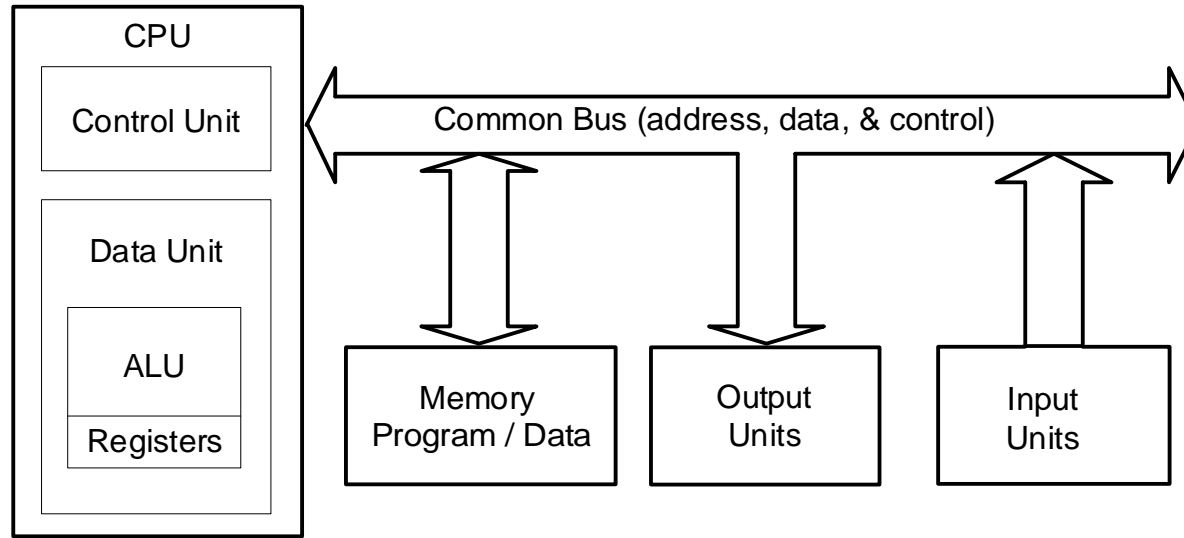 CPU
Control Unit
Common Bus (address, data, & control)
Data Unit
ALU
Registers
Memory
Program / Data
Output
Units
Input
Units